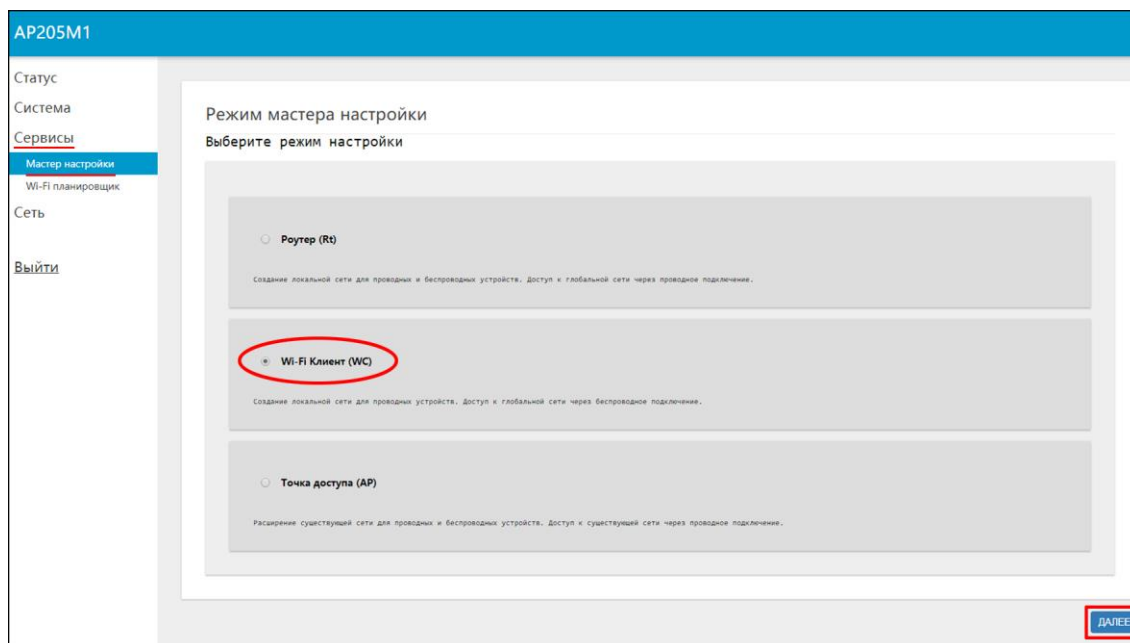 AP205M1
Статус
Система
Сервисы
Мастер настройки
Wi-Fi планировщик
Сеть
Выйти
Режим мастера настройки
Выберите режим настройки
Роутер (Rt)
Создание локальной сети для проводных и беспроводных устройств. Доступ к глобальной сети через проводное подключение.
Wi-Fi Клиент (WC)
Создание локальной сети для проводных устройств. Доступ к глобальной сети через беспроводное подключение.
Точка доступа (AP)
Расширение существующей сети для проводных и беспроводных устройств. Доступ к существующей сети через проводное подключение.
ДАЛЕЕ